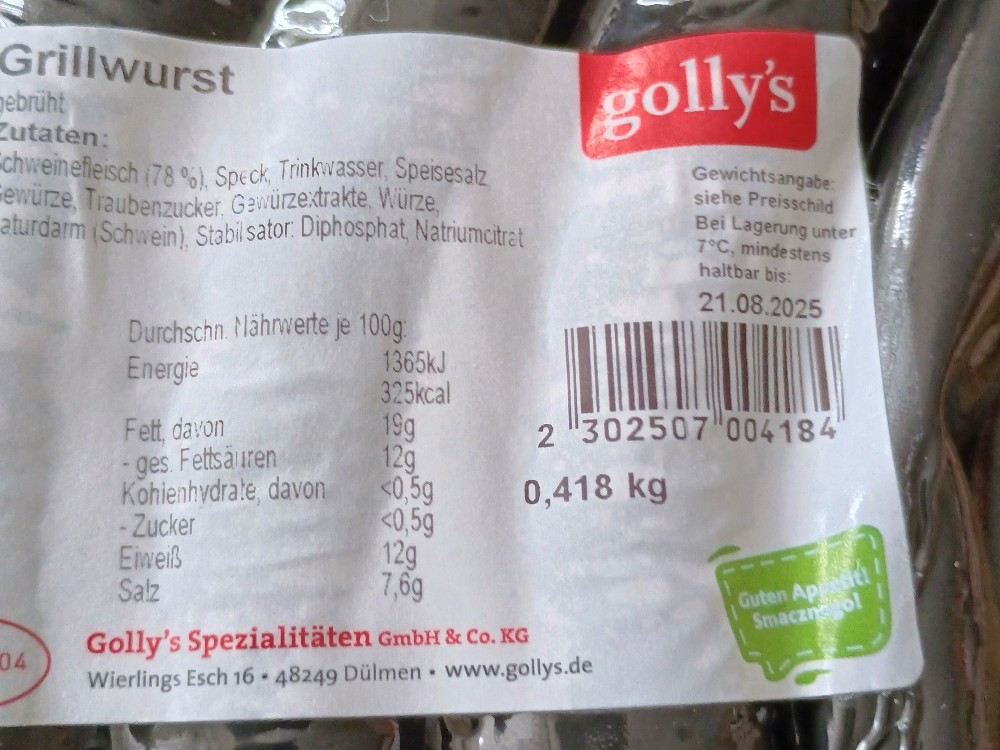 Grillwurst
gebrüht
Zutaten:
Schweinefleisch (78 %), Speck, Trinkwasser, Speisesalz
Gewürze, Traubenzucker, Gewürzextrakte, Würze,
aturdarm (Schwein), Stabilisator: Diphosphat, Natriumcitrat
Durchschn. Nährwerte je 100g:
Energie 1365kJ
325kcal
Fett, davon 19g
- ges. Fettsäuren 12g
Kohlenhydrate, davon <0,5g
- Zucker <0,5g
Eiweiß 12g
Salz 7,6g
Golly's Spezialitäten GmbH & Co. KG
Wierlings Esch 16 • 48249 Dülmen • www.gollys.de
04
golly's
Gewichtsangabe:
siehe Preisschild
Bei Lagerung unter
7°C, mindestens
haltbar bis:
21.08.2025
2 302507 004184
0,418 kg
Guten Appetit!
Smacznego!